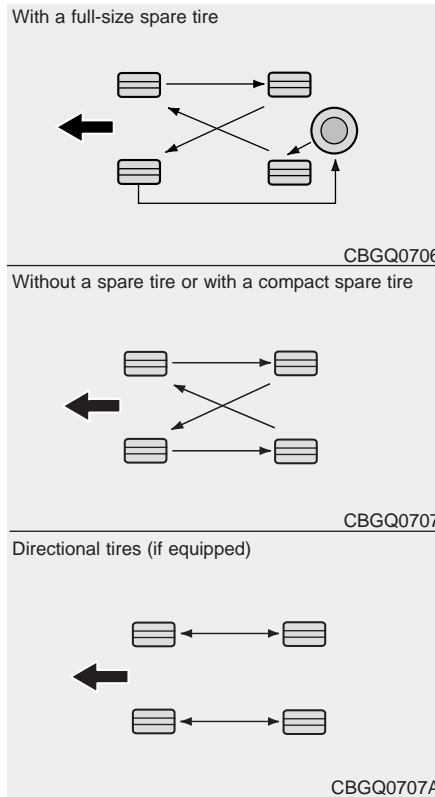 With a full-size spare tire
CBGQ0706
Without a spare tire or with a compact spare tire
CBGQ0707
Directional tires (if equipped)
CBGQ0707A